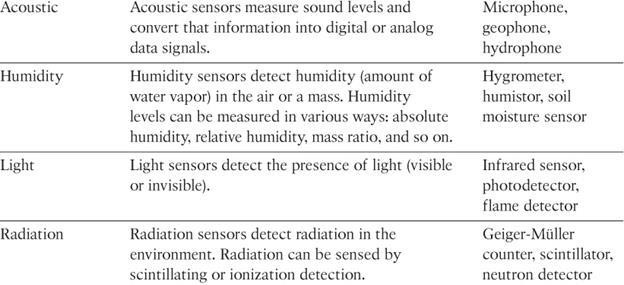 Acoustic
Acoustic sensors measure sound levels and
convert that information into digital or analog
data signals.
Microphone,
geophone,
hydrophone
Humidity
Humidity sensors detect humidity (amount of
water vapor) in the air or a mass. Humidity
levels can be measured in various ways: absolute
humidity, relative humidity, mass ratio, and so on.
Hygrometer,
humistor, soil
moisture sensor
Light
Light sensors detect the presence of light (visible
or invisible).
Infrared sensor,
photodetector,
flame detector
Radiation
Radiation sensors detect radiation in the
environment. Radiation can be sensed by
scintillating or ionization detection.
Geiger-Müller
counter, scintillator,
neutron detector